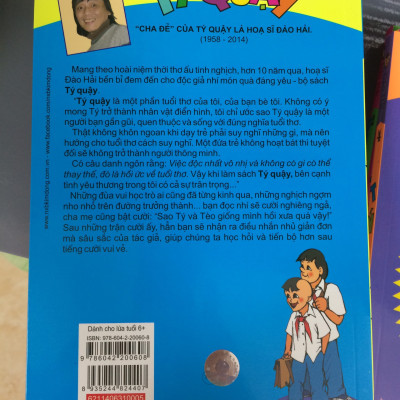 TÝ QUẬY
"CHA ĐẺ" CỦA TÝ QUẬY LÀ HOẠ SĨ ĐÀO HẢI.
(1958 - 2014)
Mang theo hoài niệm thời thơ ấu tinh nghịch, hơn 10 năm qua, hoạ sĩ
Đào Hải bền bỉ đem đến cho độc giả nhí món quà đáng yêu - bộ sách
Tý quậy.
"Tý quậy là một phần tuổi thơ của tôi, của bạn bè tôi. Không có ý
mong Tý trở thành nhân vật điển hình, tôi chỉ ước sao Tý quậy là một
người bạn gần gũi, quen thuộc và sống với đúng nghĩa tuổi thơ.
Thật không khôn ngoan khi dạy trẻ phải suy nghĩ những gì, mà nên
hướng cho tuổi thơ cách suy nghĩ. Một đứa trẻ không hoạt bát thì tuyệt
đối sẽ không trở thành người thông minh.
Có câu danh ngôn rằng: Việc độc nhất vô nhị và không có gì có thể
thay thế, đó là hồi ức về tuổi thơ. Vậy khi làm sách Tý quậy, bên cạnh
tình yêu thương trong tôi có cả sự trân trọng..."
Những đùa vui học trò ai cũng đã từng kinh qua, những nghịch ngợm
nho nhỏ trên đường trưởng thành... bạn đọc nhí sẽ cười nghiêng ngả,
cha mẹ cũng bật cười: "Sao Tý và Tèo giống mình hồi xưa quá vậy!"
Sau những trận cười ấy, hẳn bạn sẽ nhận ra điều nhắn nhủ giản đơn
mà sâu sắc của tác giả, giúp chúng ta học hỏi và tiến bộ hơn sau
tiếng cười vui vẻ.
Dành cho lứa tuổi 6+
ISBN: 978-604-2-20060-8
9 786042 200608
8 935244 824407
6211406310005